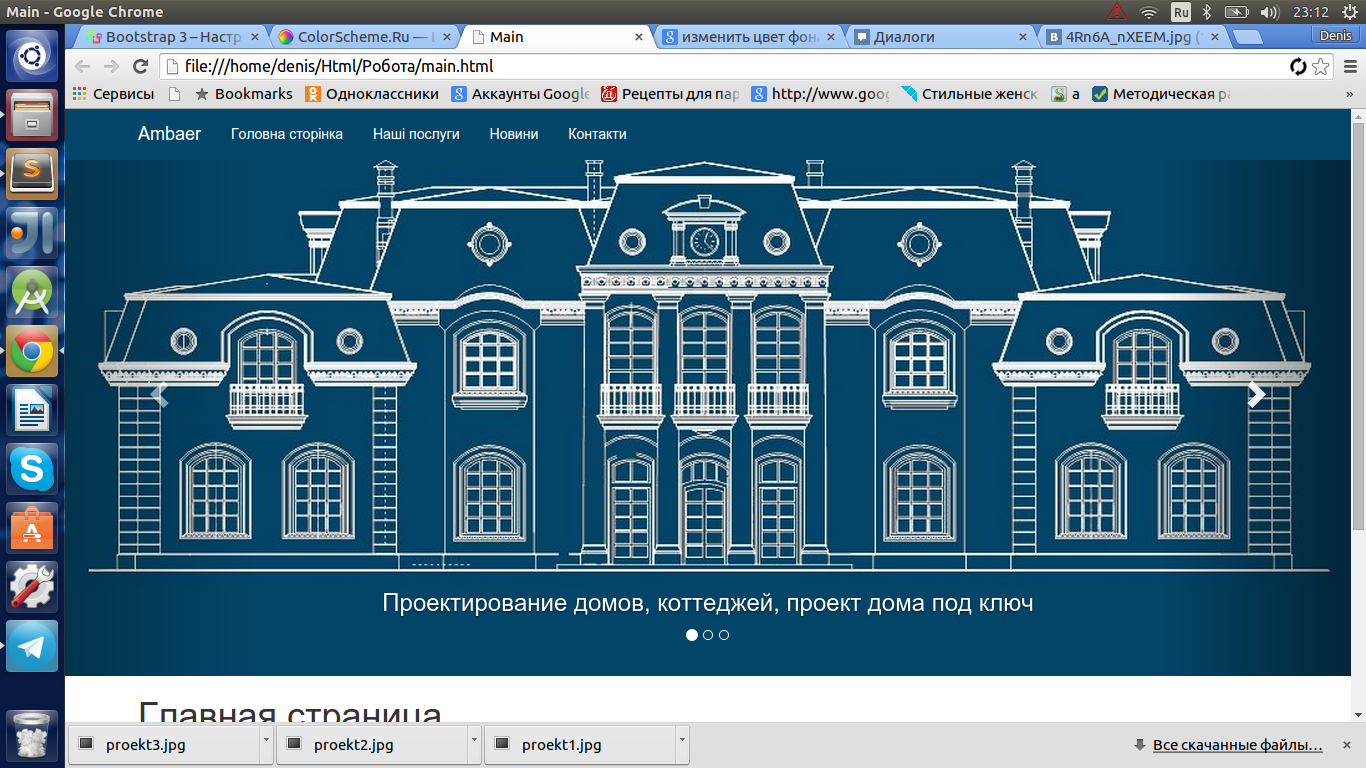 Main - Google Chrome
Ru
23:12
Bootstrap 3 – Настр
ColorScheme.Ru —
Main
изменить цвет фон
Диалоги
4Rn6A_nXEEM.jpg
Denis
file:///home/denis/Html/Робота/main.html
Сервисы
Bookmarks
Одноклассники
Аккаунты Google
Рецепты для пар
http://www.goog
Стильные женск
а
Методическая ра
»
Ambaer
Головна сторінка
Наші послуги
Новини
Контакти
Проектирование домов, коттеджей, проект дома под ключ
Главная страница
proekt3.jpg
proekt2.jpg
proekt1.jpg
Все скачанные файлы...